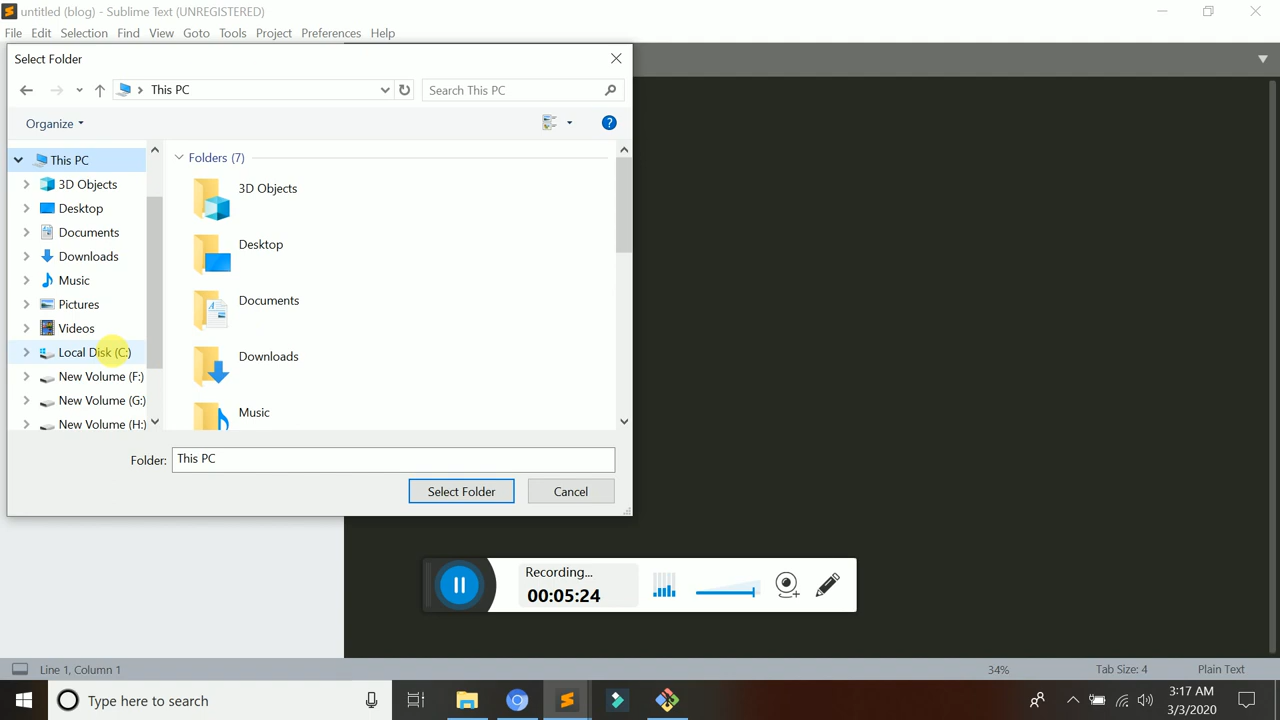 untitled (blog) - Sublime Text (UNREGISTERED)
File Edit Selection Find View Goto Tools Project Preferences Help
Select Folder
This PC
Search This PC
Organize
This PC
3D Objects
Desktop
Documents
Downloads
Music
Pictures
Videos
Local Disk (C:)
New Volume (F:)
New Volume (G:)
New Volume (H:)
Folders (7)
3D Objects
Desktop
Documents
Downloads
Music
Folder: This PC
Select Folder Cancel
Recording...
00:05:24
Line 1, Column 1 34% Tab Size: 4 Plain Text
Type here to search
3:17 AM
3/3/2020